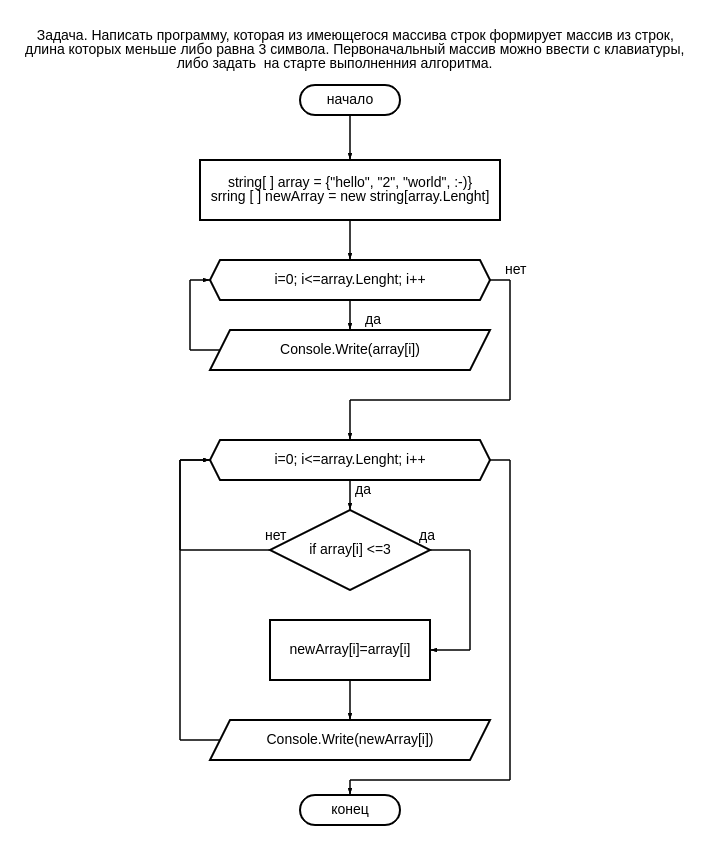 Задача. Написать программу, которая из имеющегося массива строк формирует массив из строк,
длина которых меньше либо равна 3 символа. Первоначальный массив можно ввести с клавиатуры,
либо задать  на старте выполненния алгоритма.
начало
string[ ] array = {"hello", "2", "world", :-)}
srring [ ] newArray = new string[array.Lenght]
i=0; i<=array.Lenght; i++
нет
да
Console.Write(array[i])
i=0; i<=array.Lenght; i++
да
нет
да
if array[i] <=3
newArray[i]=array[i]
Console.Write(newArray[i])
конец